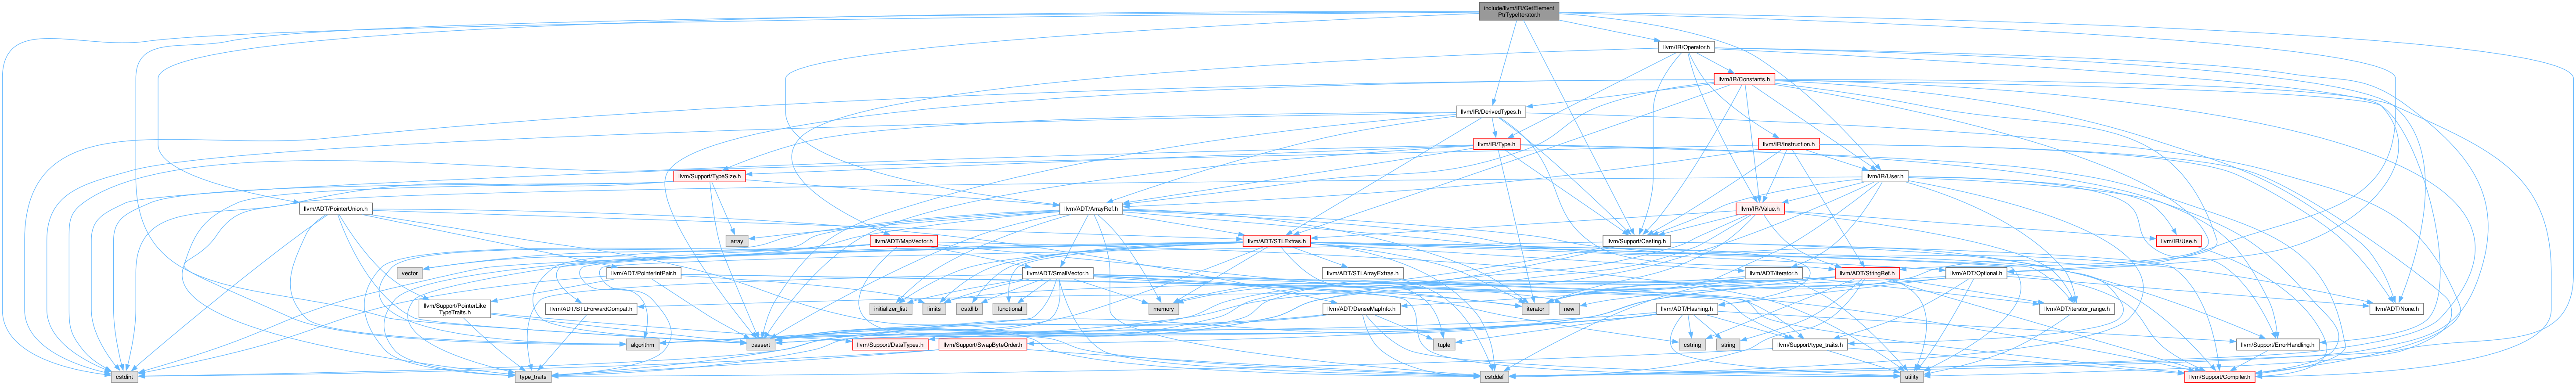 include/llvm/IR/GetElement
PtrTypeIterator.h
llvm/IR/Operator.h
llvm/IR/Constants.h
llvm/IR/DerivedTypes.h
llvm/IR/Type.h
llvm/IR/Instruction.h
llvm/Support/TypeSize.h
llvm/IR/User.h
llvm/ADT/PointerUnion.h
llvm/ADT/ArrayRef.h
llvm/IR/Value.h
array
llvm/ADT/MapVector.h
llvm/ADT/STLExtras.h
llvm/Support/Casting.h
llvm/IR/Use.h
vector
llvm/ADT/PointerIntPair.h
llvm/ADT/SmallVector.h
llvm/ADT/STLArrayExtras.h
llvm/ADT/iterator.h
llvm/ADT/StringRef.h
llvm/ADT/Optional.h
llvm/Support/PointerLike
TypeTraits.h
llvm/ADT/STLForwardCompat.h
initializer_list
limits
cstdlib
functional
memory
llvm/ADT/DenseMapInfo.h
iterator
new
llvm/ADT/Hashing.h
llvm/ADT/iterator_range.h
llvm/ADT/None.h
algorithm
cassert
llvm/Support/DataTypes.h
llvm/Support/SwapByteOrder.h
tuple
cstring
string
llvm/Support/type_traits.h
llvm/Support/ErrorHandling.h
cstdint
type_traits
cstddef
utility
llvm/Support/Compiler.h